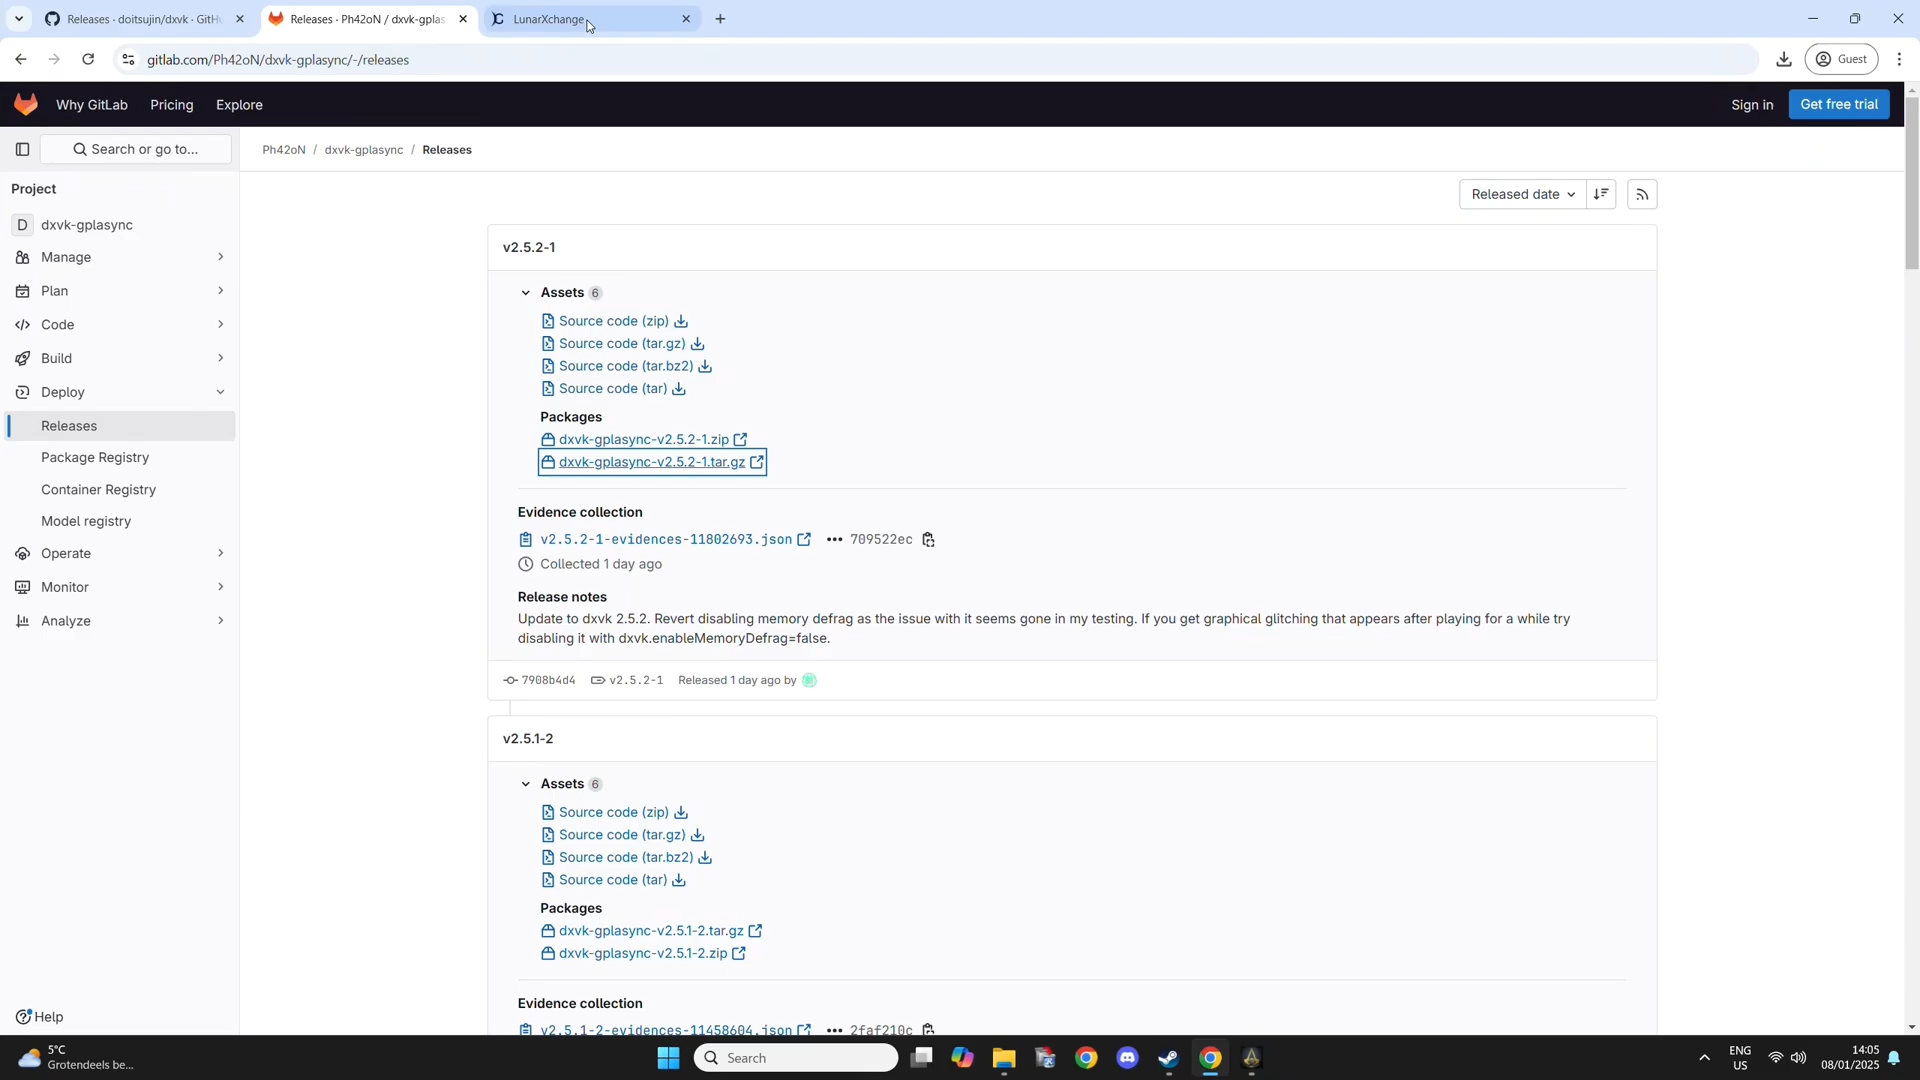 Releases · doitsujin/dxvk · GitHu
Releases · Ph42oN / dxvk-gplas
LunarXchange
gitlab.com/Ph42oN/dxvk-gplasync/-/releases
Guest
Why GitLab
Pricing
Explore
Sign in
Get free trial
Search or go to...
Ph42oN / dxvk-gplasync / Releases
Project
Released date
D dxvk-gplasync
Manage
Plan
Code
Build
Deploy
Releases
Package Registry
Container Registry
Model registry
Operate
Monitor
Analyze
Help
v2.5.2-1
Assets 6
Source code (zip)
Source code (tar.gz)
Source code (tar.bz2)
Source code (tar)
Packages
dxvk-gplasync-v2.5.2-1.zip
dxvk-gplasync-v2.5.2-1.tar.gz
Evidence collection
v2.5.2-1-evidences-11802693.json ••• 709522ec
Collected 1 day ago
Release notes
Update to dxvk 2.5.2. Revert disabling memory defrag as the issue with it seems gone in my testing. If you get graphical glitching that appears after playing for a while try
disabling it with dxvk.enableMemoryDefrag=false.
7908b4d4 v2.5.2-1 Released 1 day ago by
v2.5.1-2
Assets 6
Source code (zip)
Source code (tar.gz)
Source code (tar.bz2)
Source code (tar)
Packages
dxvk-gplasync-v2.5.1-2.tar.gz
dxvk-gplasync-v2.5.1-2.zip
Evidence collection
v2.5.1-2-evidences-11458604.json ••• 2faf210c
5°C
Grotendeels be...
Search
ENG
US
14:05
08/01/2025